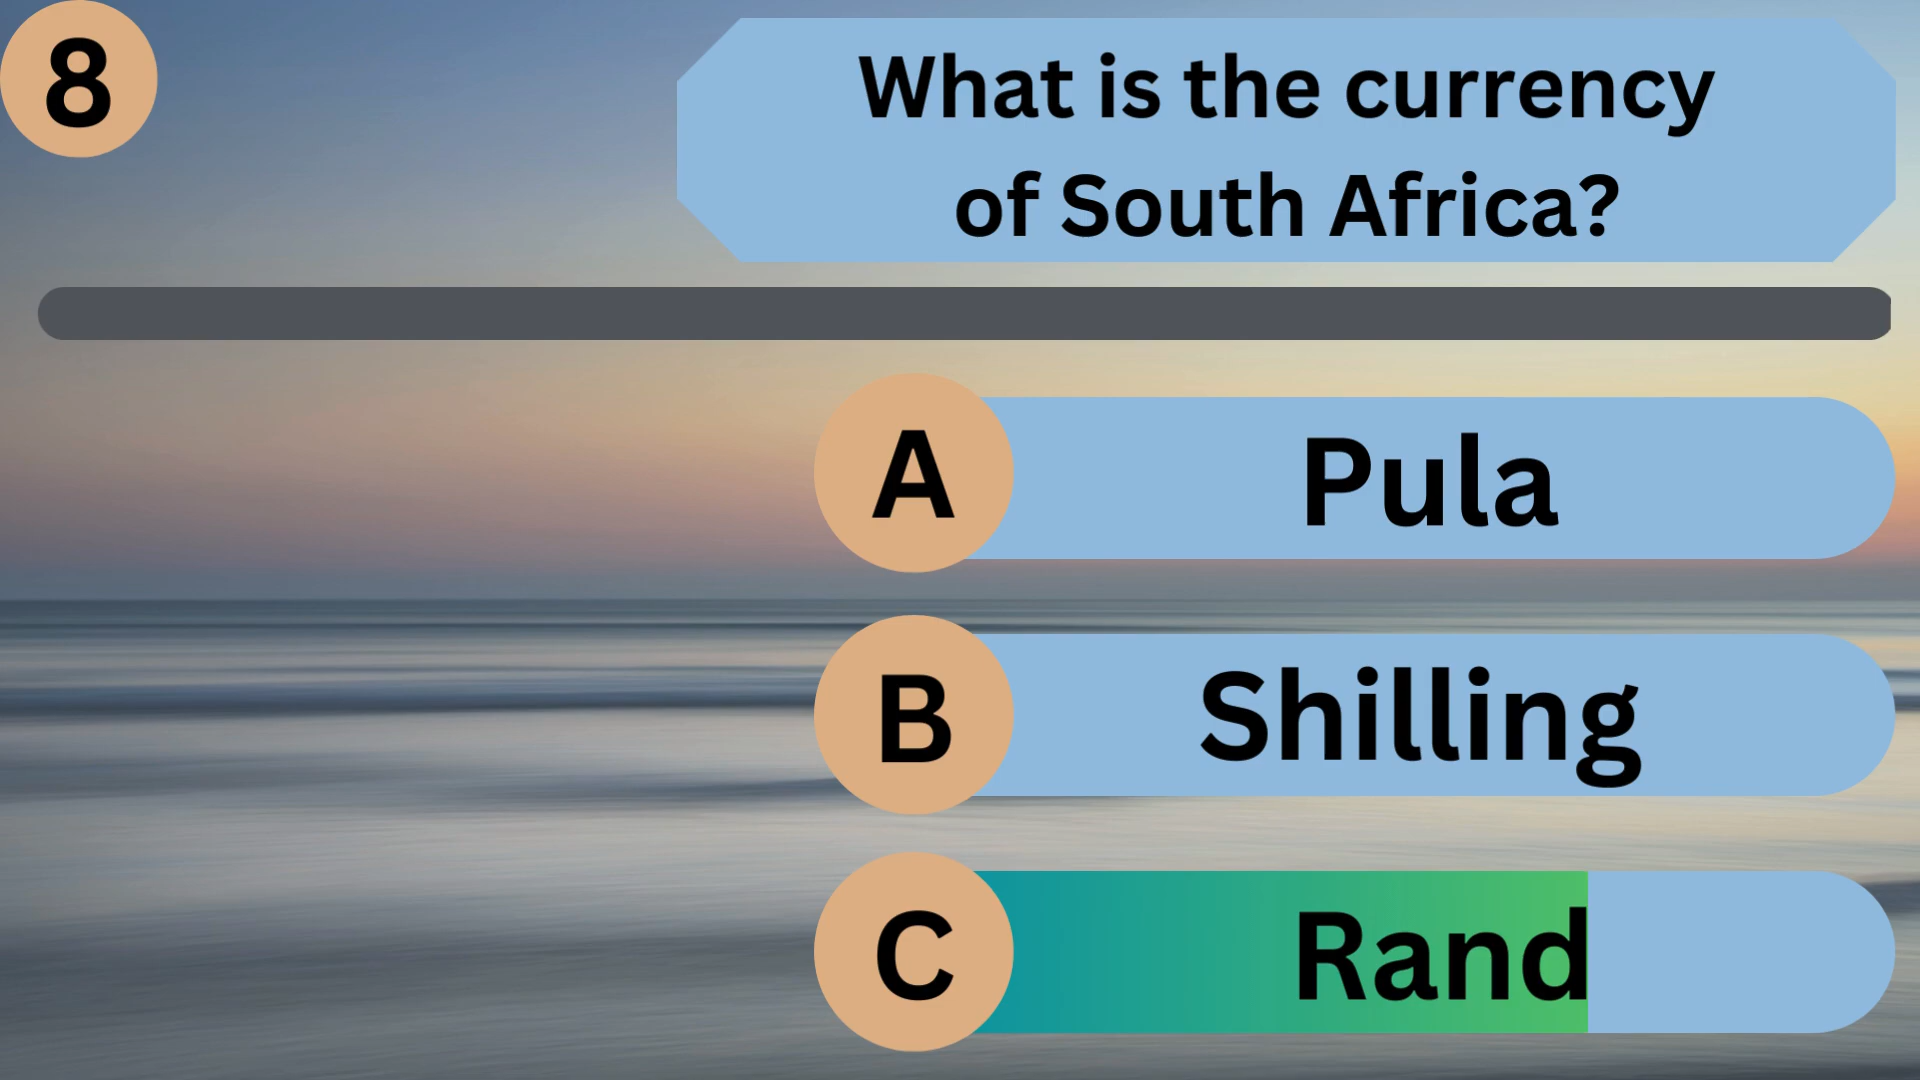 8
What is the currency
of South Africa?
A
Pula
B
Shilling
C
Rand